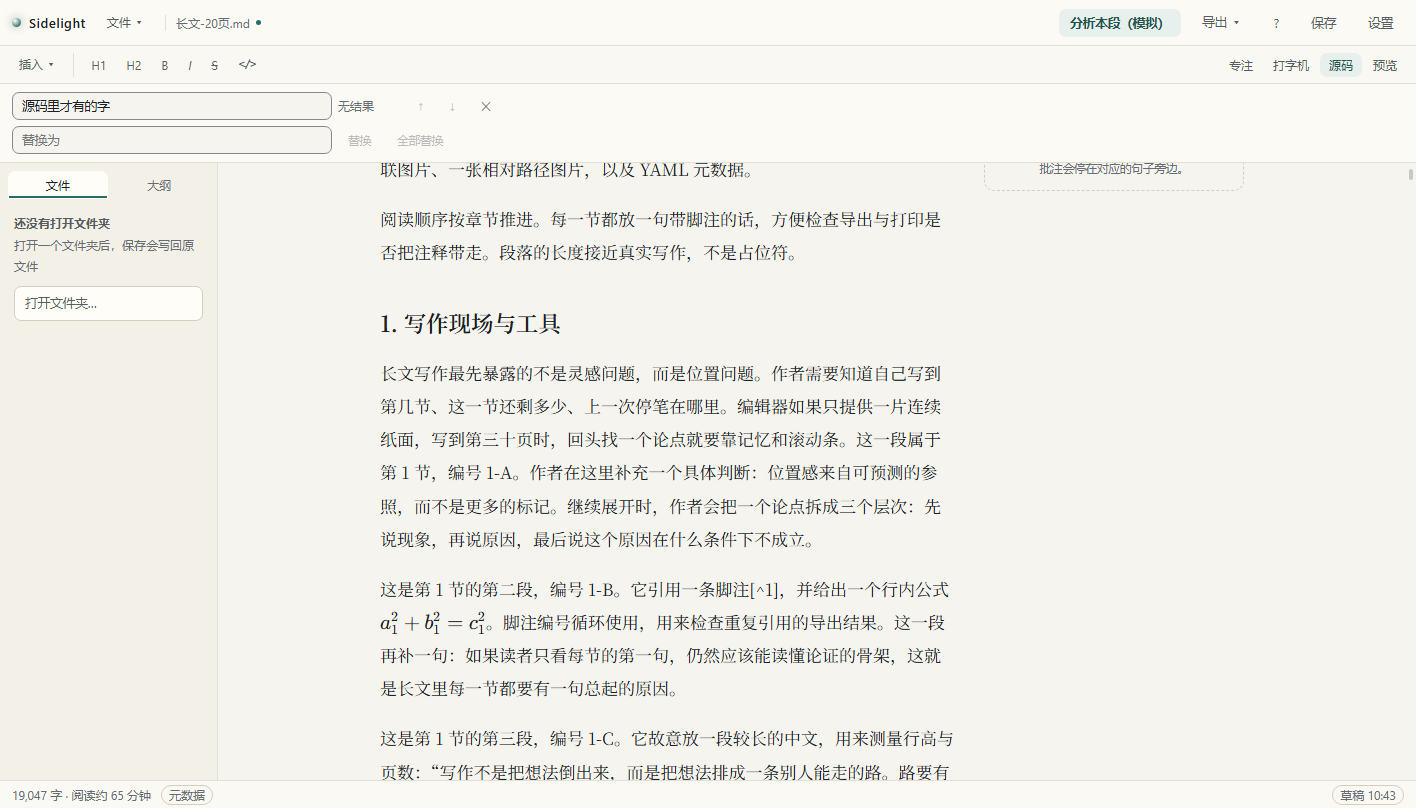 Sidelight 文件 长文-20页.md 分析本段（模拟） 导出 ? 保存 设置
插入 H1 H2 B I S </> 专注 打字机 源码 预览
源码里才有的字 无结果 ↑ ↓ ×
替换为 替换 全部替换
文件 大纲
还没有打开文件夹
打开一个文件夹后，保存会写回原
文件
打开文件夹...
联图片、一张相对路径图片，以及 YAML 元数据。
阅读顺序按章节推进。每一节都放一句带脚注的话，方便检查导出与打印是
否把注释带走。段落的长度接近真实写作，不是占位符。
1. 写作现场与工具
长文写作最先暴露的不是灵感问题，而是位置问题。作者需要知道自己写到
第几节、这一节还剩多少、上一次停笔在哪里。编辑器如果只提供一片连续
纸面，写到第三十页时，回头找一个论点就要靠记忆和滚动条。这一段属于
第 1 节，编号 1-A。作者在这里补充一个具体判断：位置感来自可预测的参
照，而不是更多的标记。继续展开时，作者会把一个论点拆成三个层次：先
说现象，再说原因，最后说这个原因在什么条件下不成立。
这是第 1 节的第二段，编号 1-B。它引用一条脚注[^1]，并给出一个行内公式
a₁² + b₁² = c₁²。脚注编号循环使用，用来检查重复引用的导出结果。这一段
再补一句：如果读者只看每节的第一句，仍然应该能读懂论证的骨架，这就
是长文里每一节都要有一句总起的原因。
这是第 1 节的第三段，编号 1-C。它故意放一段较长的中文，用来测量行高与
页数：“写作不是把想法倒出来，而是把想法排成一条别人能走的路。路要有
批注会停在对应的句子旁边。
19,047 字 · 阅读约 65 分钟 元数据 草稿 10:43